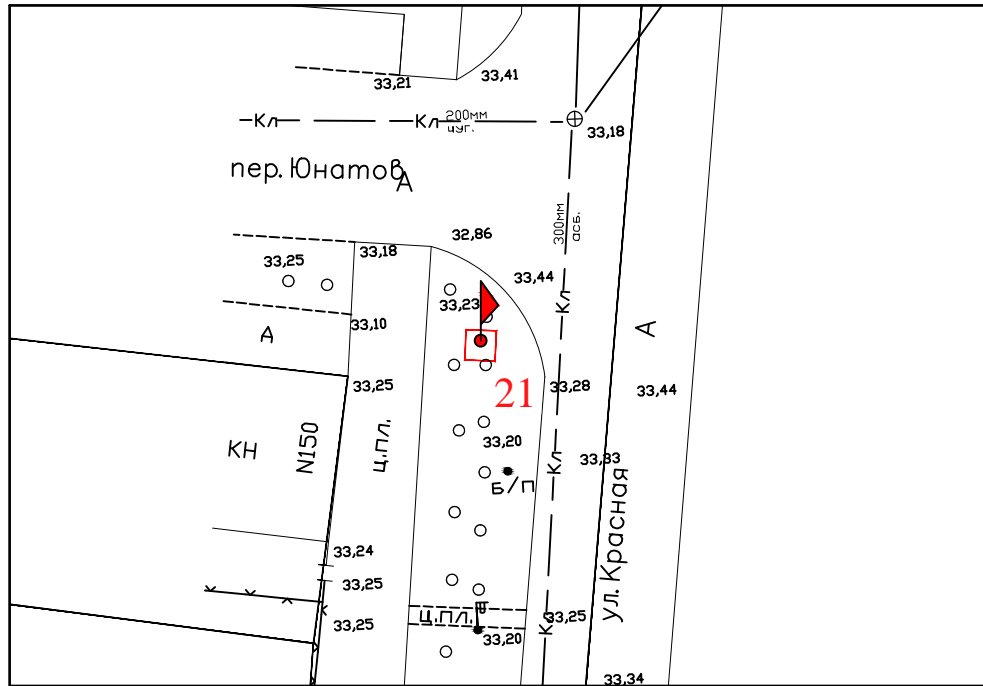 33,21
33,41
Кл
Кл
200мм
чуг.
33,18
пер. Юнатов
А
300мм
асб.
32,86
33,18
33,25
33,44
33,23
Кл
33,10
А
А
33,25
21
33,28
33,44
КН
N150
ц.пл.
33,20
33,33
Кл
Б/П
ул. Красная
33,24
33,25
33,25
ц.пл.
33,25
33,20
Кл
33,34